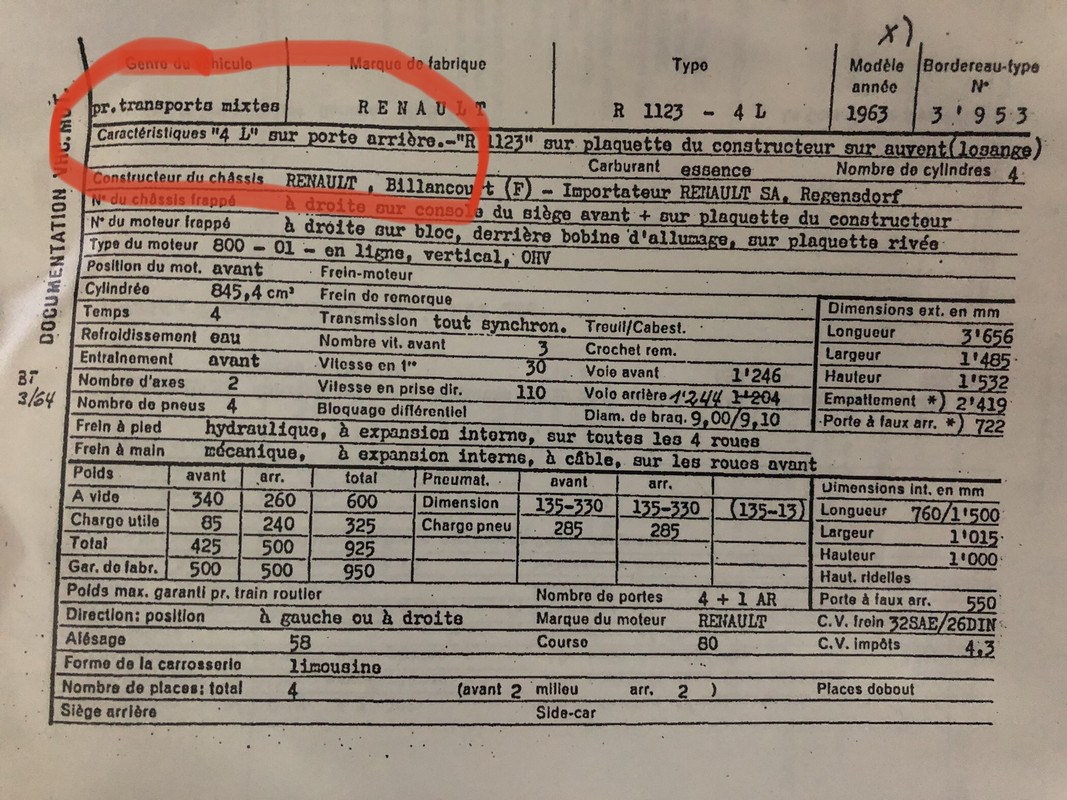 x)
Genre du véhicule Marque de fabrique Type Modèle année Bordereau-type N°
pr.transports mixtes RENAULT R 1123 - 4 L 1963 3'953
Caractéristiques "4 L" sur porte arrière.-"R 1123" sur plaquette du constructeur sur auvent(losange)
Carburant essence Nombre de cylindres 4
Constructeur du châssis RENAULT, Billancourt (F) - Importateur RENAULT SA, Regensdorf
N° du châssis frappé à droite sur console du siège avant + sur plaquette du constructeur
N° du moteur frappé à droite sur bloc, derrière bobine d'allumage, sur plaquette rivée
Type du moteur 800 - 01 - en ligne, vertical, OHV
Position du mot. avant Frein-moteur
Cylindrée 845,4 cm³ Frein de remorque
Temps 4 Transmission tout synchron. Treuil/Cabest.
Refroidissement eau Nombre vit. avant 3 Crochet rem.
Entraînement avant Vitesse en 1re 30 Voie avant 1'246
Nombre d'axes 2 Vitesse en prise dir. 110 Voie arrière 1'244 1'204
Nombre de pneus 4 Bloquage différentiel Diam. de braq. 9,00/9,10
Dimensions ext. en mm
Longueur 3'656
Largeur 1'485
Hauteur 1'532
Empattement *) 2'419
Porte à faux arr. *) 722
Frein à pied hydraulique, à expansion interne, sur toutes les 4 roues
Frein à main mécanique, à expansion interne, à câble, sur les roues avant
Poids avant arr. total Pneumat. avant arr.
A vide 340 260 600 Dimension 135-330 135-330 (135-13)
Charge utile 85 240 325 Charge pneu 285 285
Total 425 500 925
Gar. de fabr. 500 500 950
Dimensions int. en mm
Longueur 760/1'500
Largeur 1'015
Hauteur 1'000
Haut. ridelles
Porte à faux arr. 550
Poids max. garanti pr. train routier Nombre de portes 4 + 1 AR
Direction: position à gauche ou à droite Marque du moteur RENAULT C.V. frein 32SAE/26DIN
Alésage 58 Course 80 C.V. impôts 4,3
Forme de la carrosserie limousine
Nombre de places: total 4 (avant 2 milieu arr. 2 ) Places debout
Siège arrière Side-car
DOCUMENTATION
BT
3/64